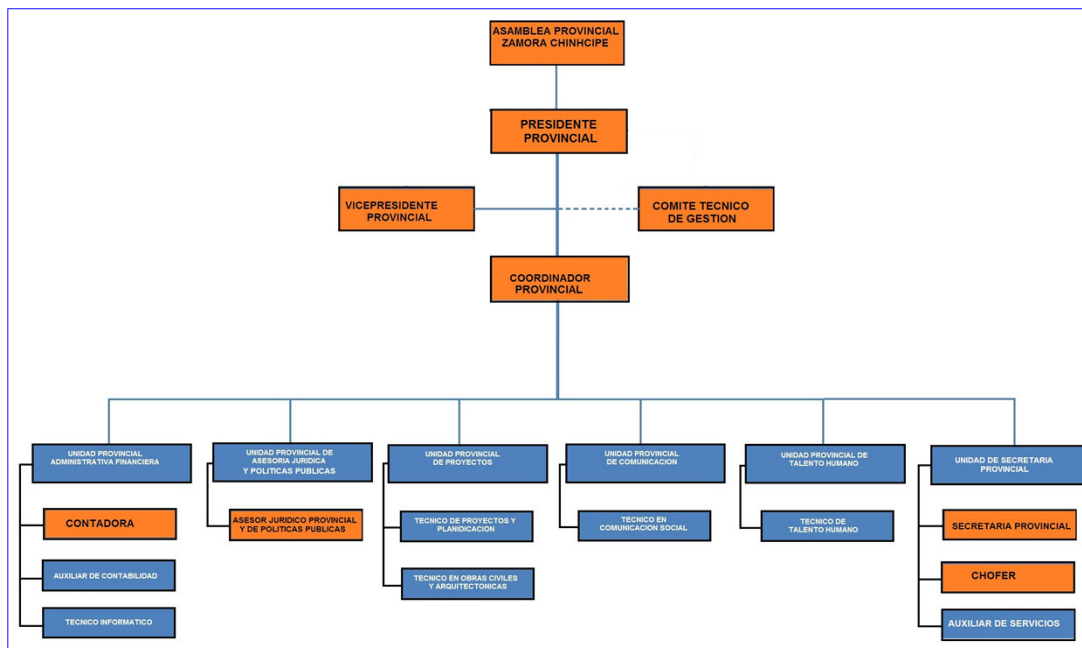 ASAMBLEA PROVINCIAL
ZAMORA CHINHCIPE
PRESIDENTE
PROVINCIAL
VICEPRESIDENTE
PROVINCIAL
COMITE TECNICO
DE GESTION
COORDINADOR
PROVINCIAL
UNIDAD PROVINCIAL
ADMINISTRATIVA FINANCIERA
CONTADORA
AUXILIAR DE CONTABILIDAD
TECNICO INFORMATICO
UNIDAD PROVINCIAL DE
ASESORIA JURIDICA
Y POLITICAS PUBLICAS
ASESOR JURIDICO PROVINCIAL
Y DE POLITICAS PUBLICAS
UNIDAD PROVINCIAL
DE PROYECTOS
TECNICO DE PROYECTOS Y
PLANIDICACION
TECNICO EN OBRAS CIVILES
Y ARQUITECTONICAS
UNIDAD PROVINCIAL
DE COMUNICACION
TECNICO EN
COMUNICACION SOCIAL
UNIDAD PROVINCIAL DE
TALENTO HUMANO
TECNICO DE
TALENTO HUMANO
UNIDAD DE SECRETARIA
PROVINCIAL
SECRETARIA PROVINCIAL
CHOFER
AUXILIAR DE SERVICIOS